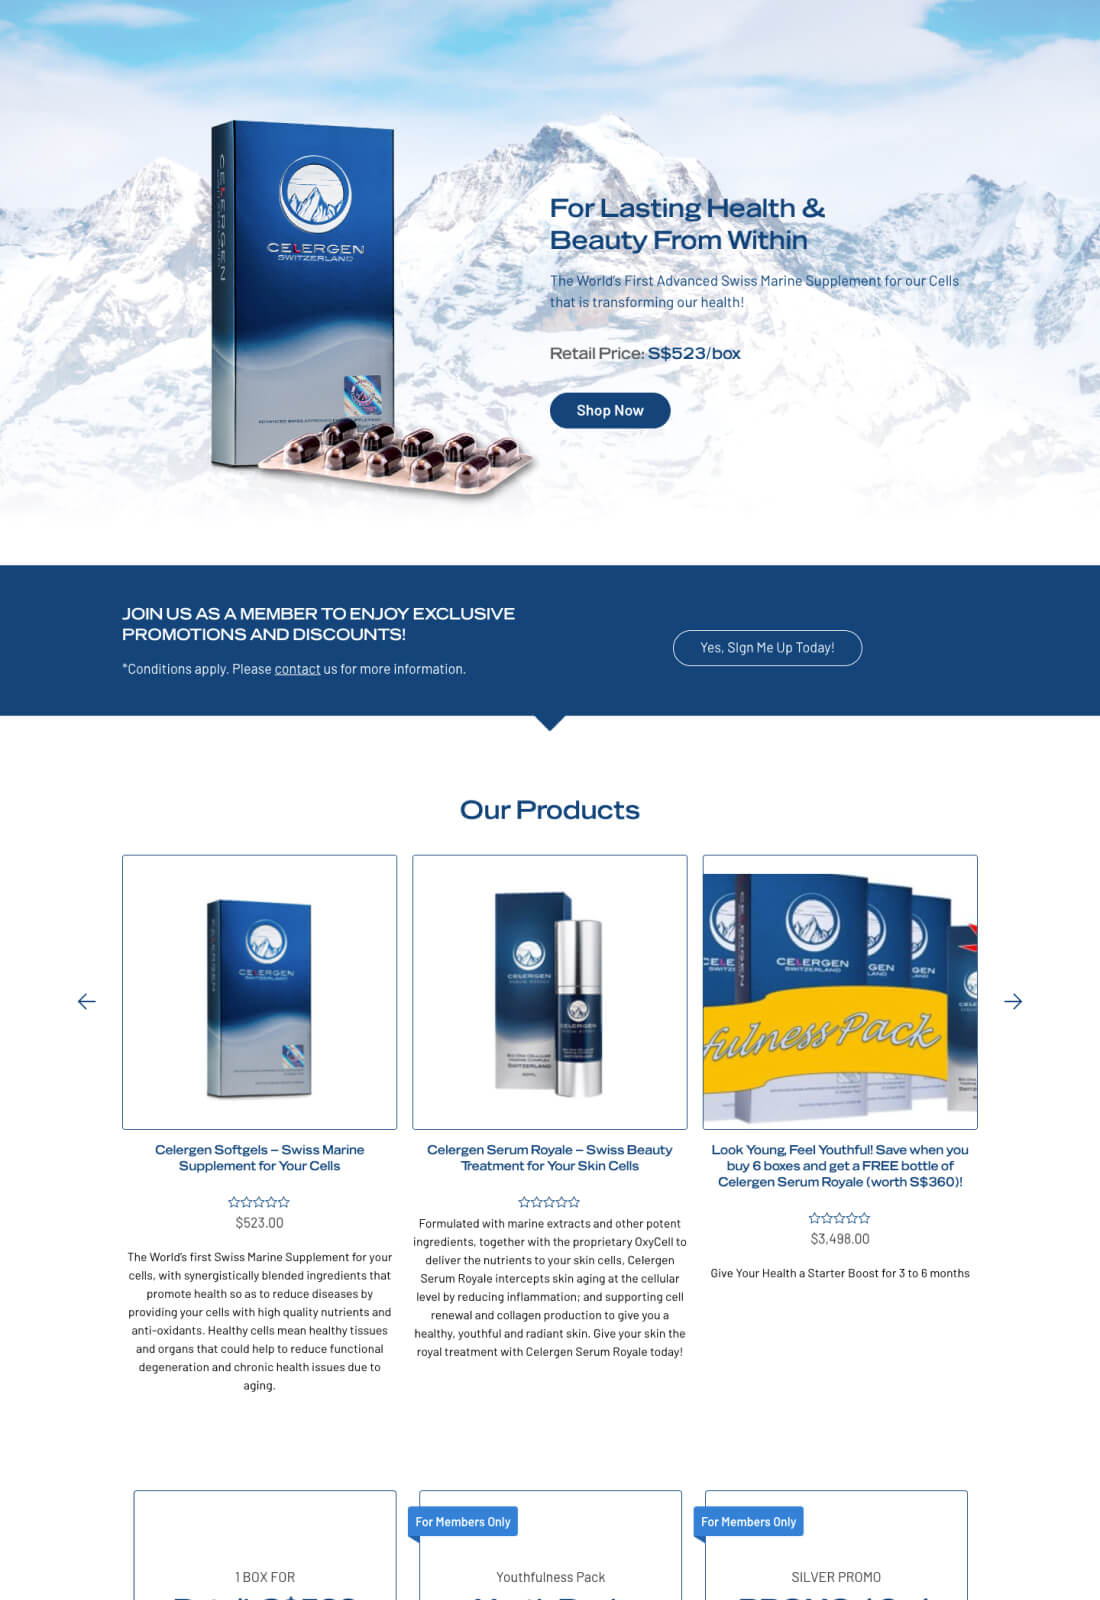 CELERGEN
CELERGEN
SWITZERLAND
For Lasting Health &
Beauty From Within
The World's First Advanced Swiss Marine Supplement for our Cells
that is transforming our health!
Retail Price: S$523/box
Shop Now
JOIN US AS A MEMBER TO ENJOY EXCLUSIVE
PROMOTIONS AND DISCOUNTS!
*Conditions apply. Please contact us for more information.
Yes, SIgn Me Up Today!
Our Products
CELERGEN
CELERGEN
SWITZERLAND
CELERGEN
SERUM ROYALE
SWITZERLAND
CELERGEN
CELERGEN
SWITZERLAND
fulness Pack
Celergen Softgels – Swiss Marine
Supplement for Your Cells
$523.00
The World's first Swiss Marine Supplement for your
cells, with synergistically blended ingredients that
promote health so as to reduce diseases by
providing your cells with high quality nutrients and
anti-oxidants. Healthy cells mean healthy tissues
and organs that could help to reduce functional
degeneration and chronic health issues due to
aging.
Celergen Serum Royale – Swiss Beauty
Treatment for Your Skin Cells
Formulated with marine extracts and other potent
ingredients, together with the proprietary OxyCell to
deliver the nutrients to your skin cells, Celergen
Serum Royale intercepts skin aging at the cellular
level by reducing inflammation; and supporting cell
renewal and collagen production to give you a
healthy, youthful and radiant skin. Give your skin the
royal treatment with Celergen Serum Royale today!
Look Young, Feel Youthful! Save when you
buy 6 boxes and get a FREE bottle of
Celergen Serum Royale (worth S$360)!
$3,498.00
Give Your Health a Starter Boost for 3 to 6 months
1 BOX FOR
For Members Only
Youthfulness Pack
For Members Only
SILVER PROMO